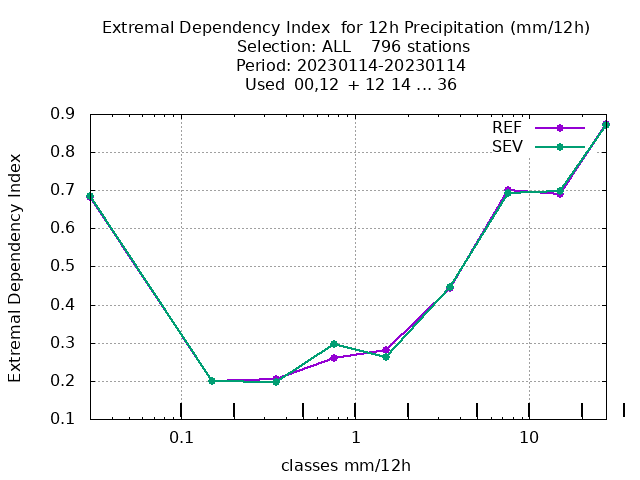 Extremal Dependency Index  for 12h Precipitation (mm/12h)
Selection: ALL    796 stations
Period: 20230114-20230114
Used  00,12  + 12 14 ... 36
REF
SEV
0.9
0.8
0.7
0.6
0.5
0.4
0.3
0.2
0.1
Extremal Dependency Index
0.1 1 10
classes mm/12h